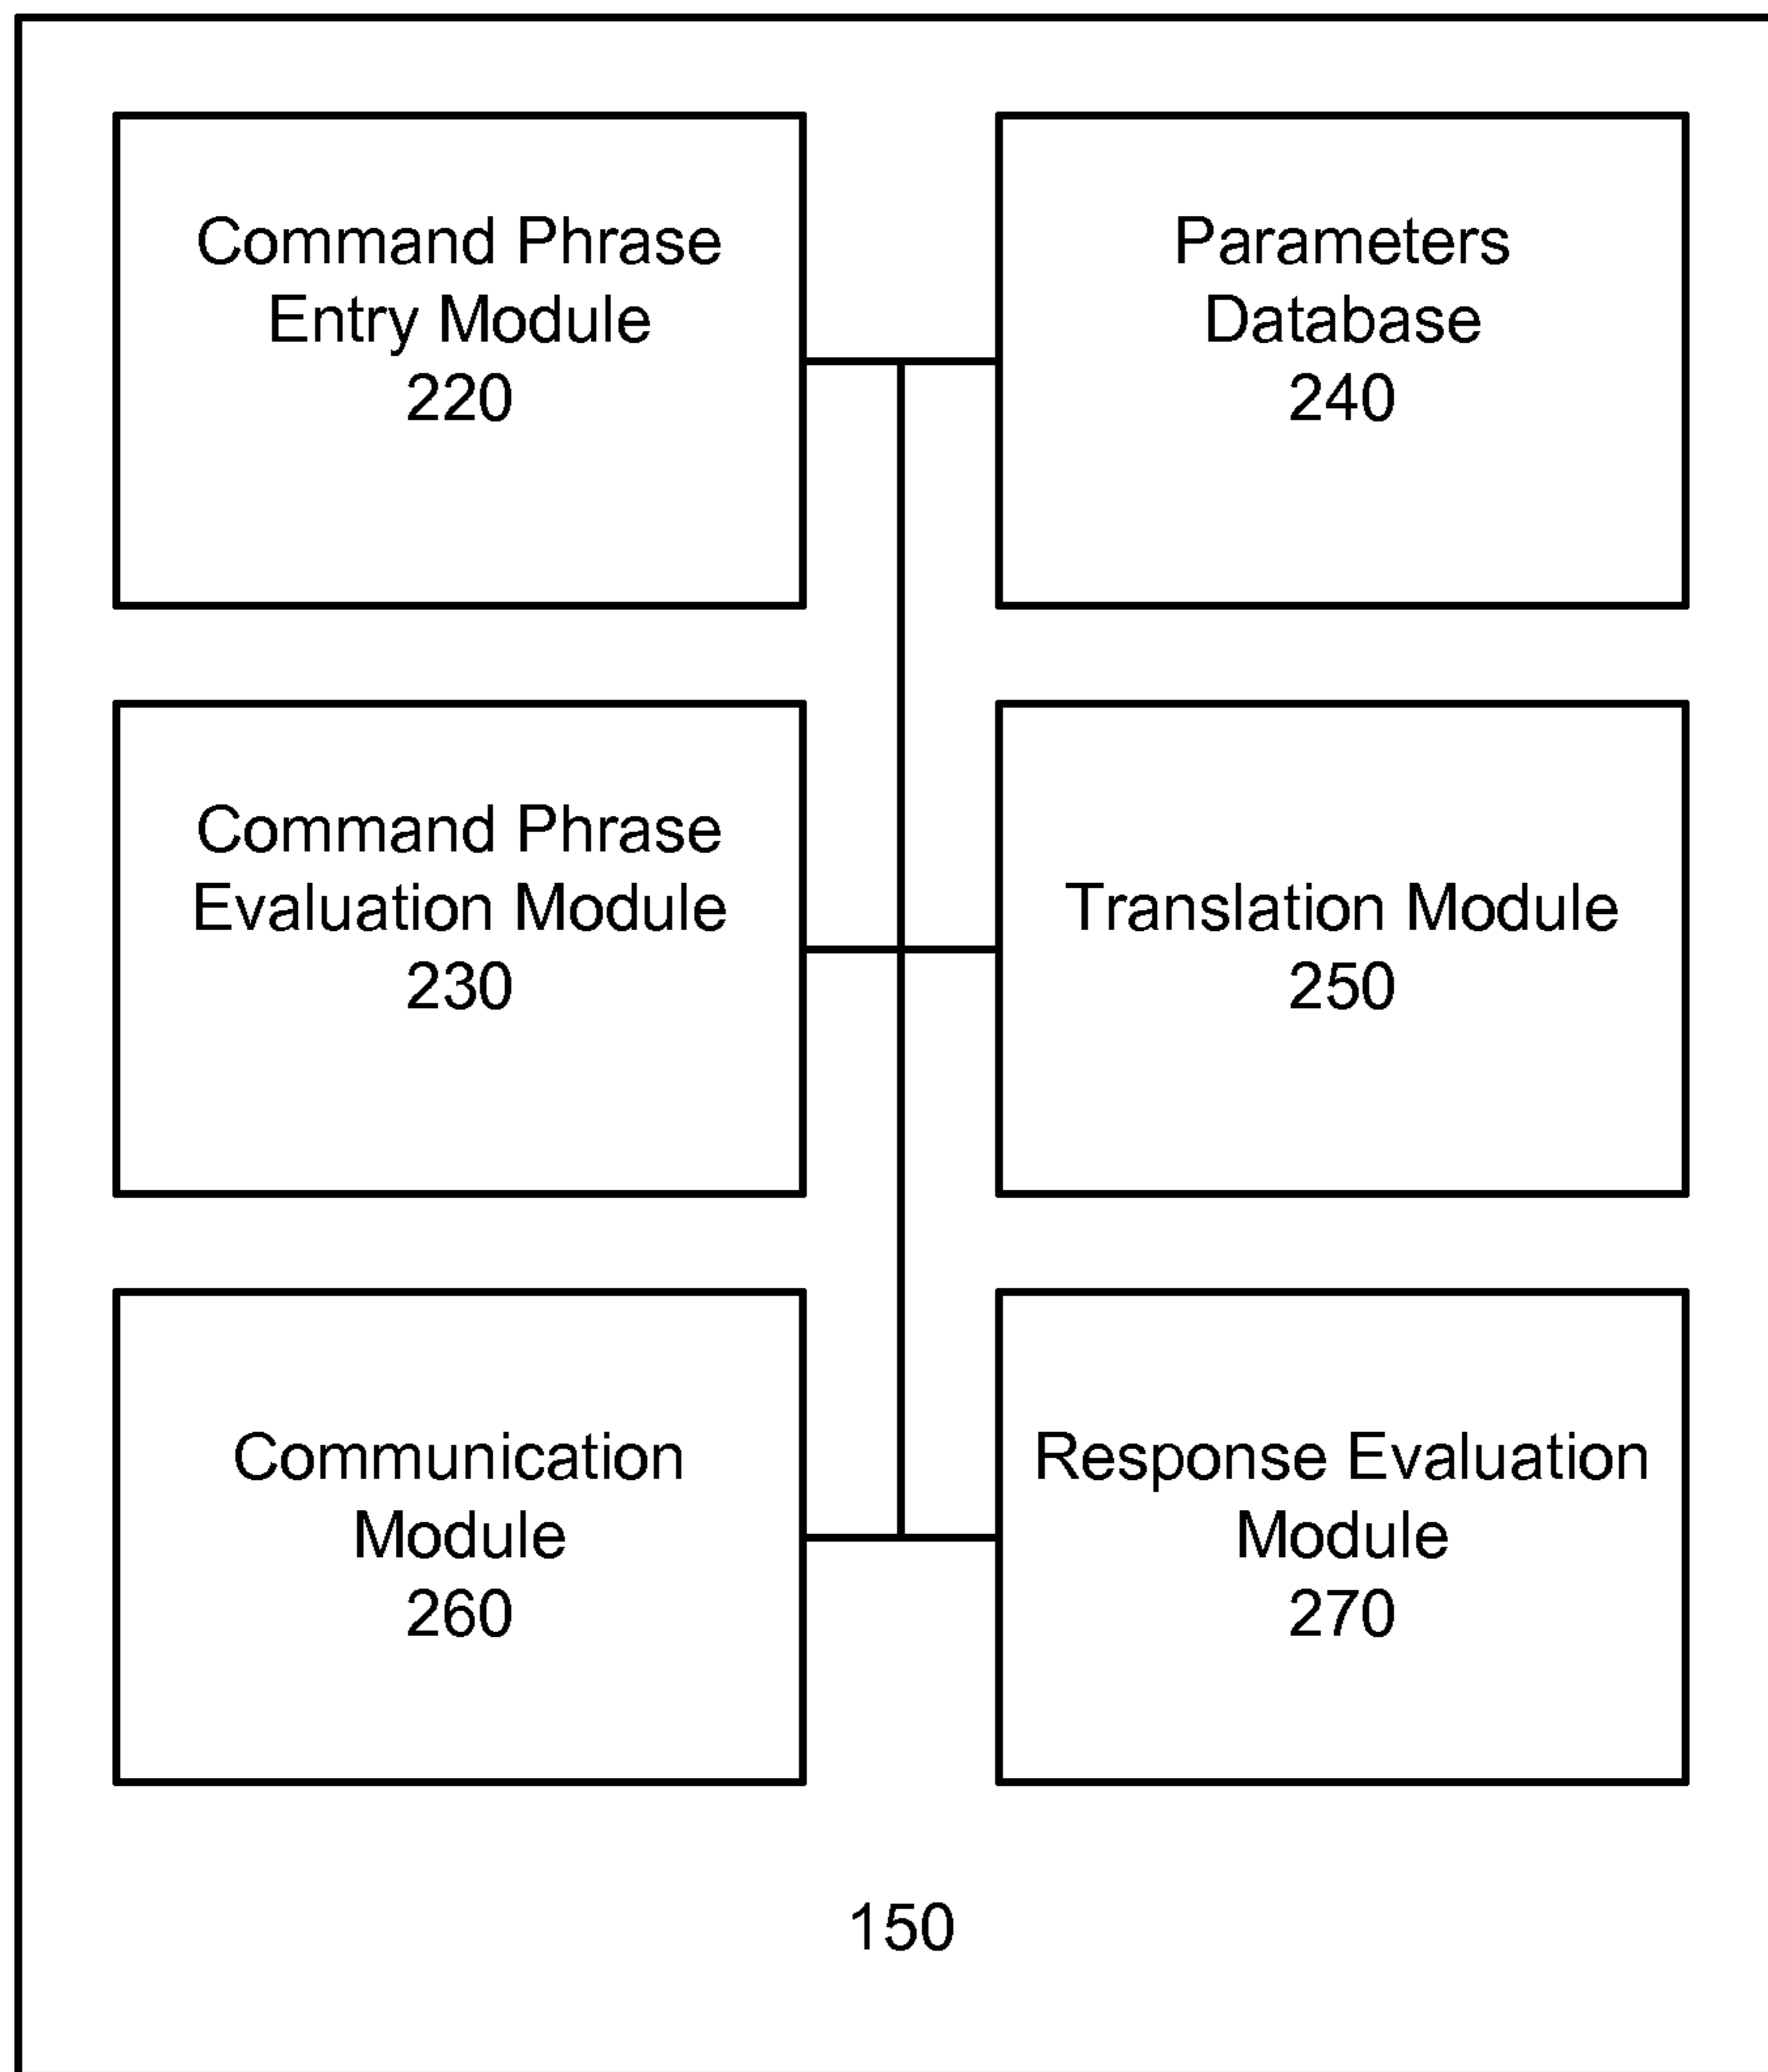 Command Phrase
Entry Module
220
Parameters
Database
240
Command Phrase
Evaluation Module
230
Translation Module
250
Communication
Module
260
Response Evaluation
Module
270
150